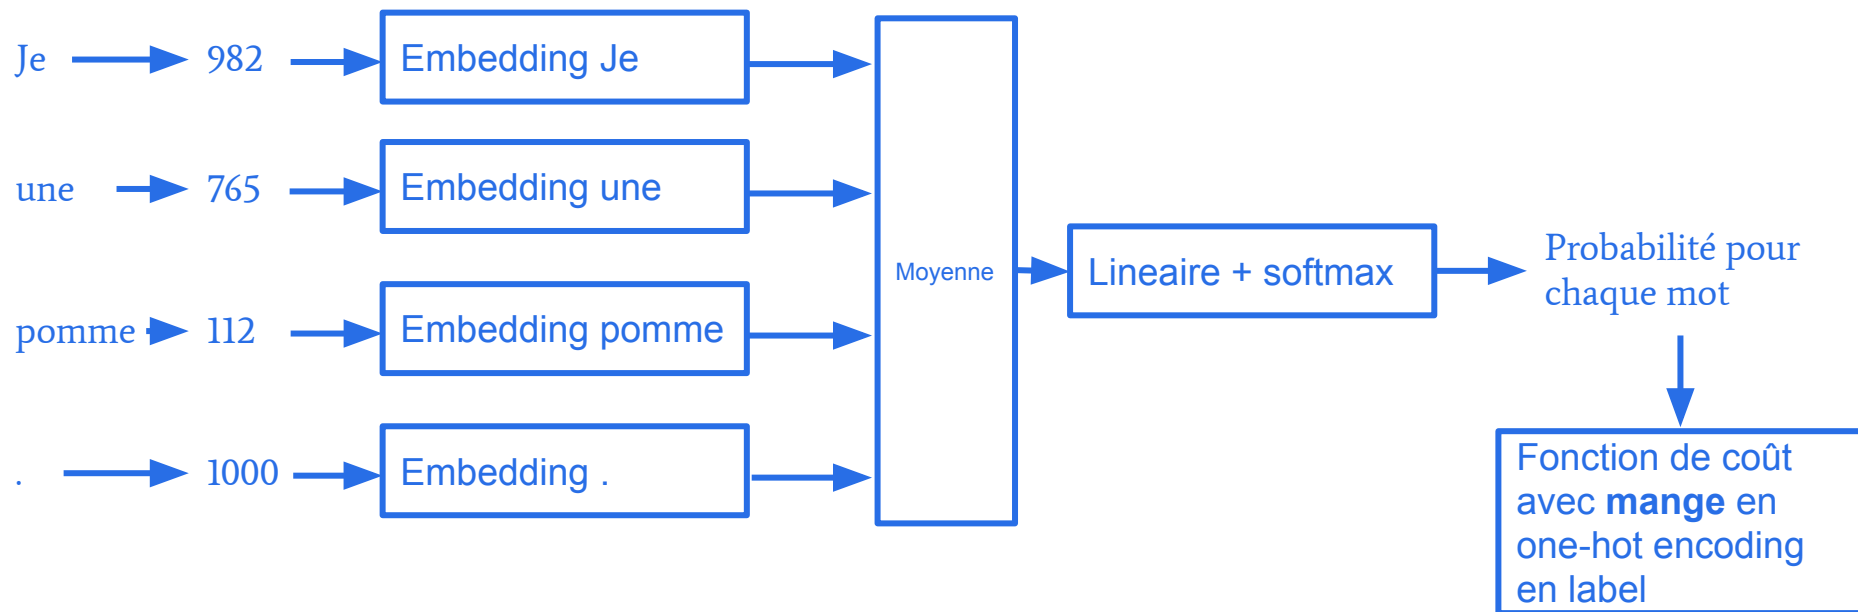 Je
982
Embedding Je
une
765
Embedding une
pomme
112
Embedding pomme
.
1000
Embedding .
Moyenne
Lineaire + softmax
Probabilité pour
chaque mot
Fonction de coût
avec mange en
one-hot encoding
en label